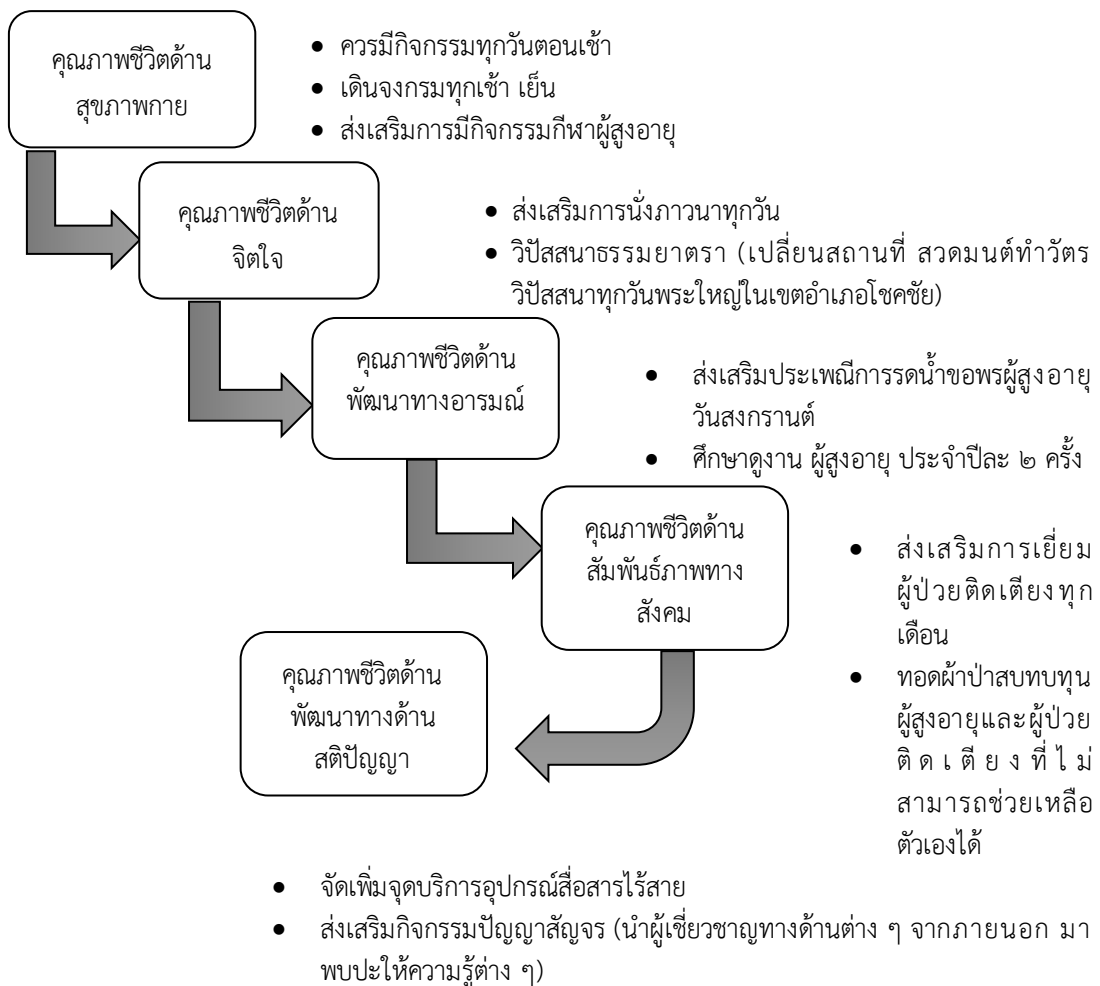 คุณภาพชีวิตด้าน
สุขภาพกาย
• ควรมีกิจกรรมทุกวันตอนเช้า
• เดินจงกรมทุกเช้า เย็น
• ส่งเสริมการมีกิจกรรมกีฬาผู้สูงอายุ
คุณภาพชีวิตด้าน
จิตใจ
• ส่งเสริมการนั่งภาวนาทุกวัน
• วิปัสสนาธรรมยาตรา (เปลี่ยนสถานที่ สวดมนต์ทำวัตร
วิปัสสนาทุกวันพระใหญ่ในเขตอำเภอโชคชัย)
คุณภาพชีวิตด้าน
พัฒนาทางอารมณ์
• ส่งเสริมประเพณีการรดน้ำขอพรผู้สูงอายุ
วันสงกรานต์
• ศึกษาดูงาน ผู้สูงอายุ ประจำปีละ ๒ ครั้ง
คุณภาพชีวิตด้าน
สัมพันธ์ภาพทาง
สังคม
• ส่งเสริมการเยี่ยม
ผู้ป่วยติดเตียงทุก
เดือน
• ทอดผ้าป่าสบทบทุน
ผู้สูงอายุและผู้ป่วย
ติดเตียงที่ไม่
สามารถช่วยเหลือ
ตัวเองได้
คุณภาพชีวิตด้าน
พัฒนาทางด้าน
สติปัญญา
• จัดเพิ่มจุดบริการอุปกรณ์สื่อสารไร้สาย
• ส่งเสริมกิจกรรมปัญญาสัญจร (นำผู้เชี่ยวชาญทางด้านต่าง ๆ จากภายนอก มา
พบปะให้ความรู้ต่าง ๆ)